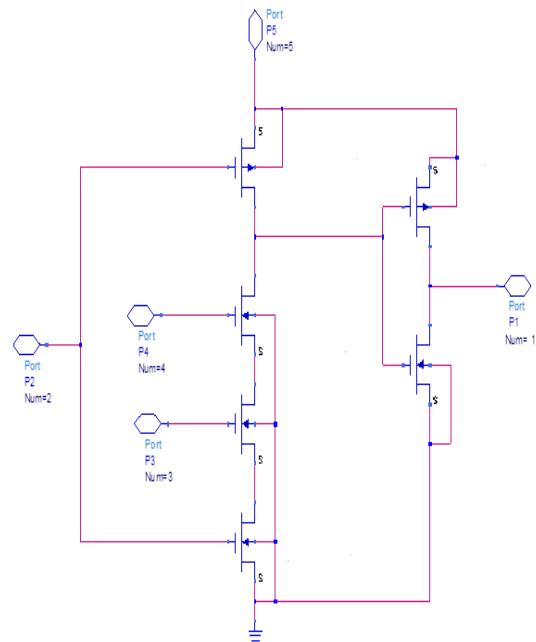 Port
P5
Num=5
S
S
Port
P4
Num=4
S
Port
P2
Num=2
Port
P1
Num= 1
Port
P3
Num=3
S
S
S